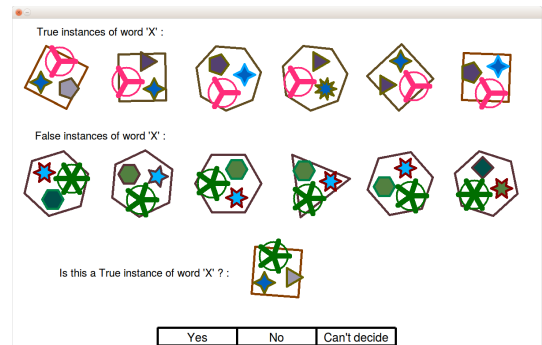 True instances of word 'X' :
False instances of word 'X' :
Is this a True instance of word 'X' ? :
Yes No Can't decide